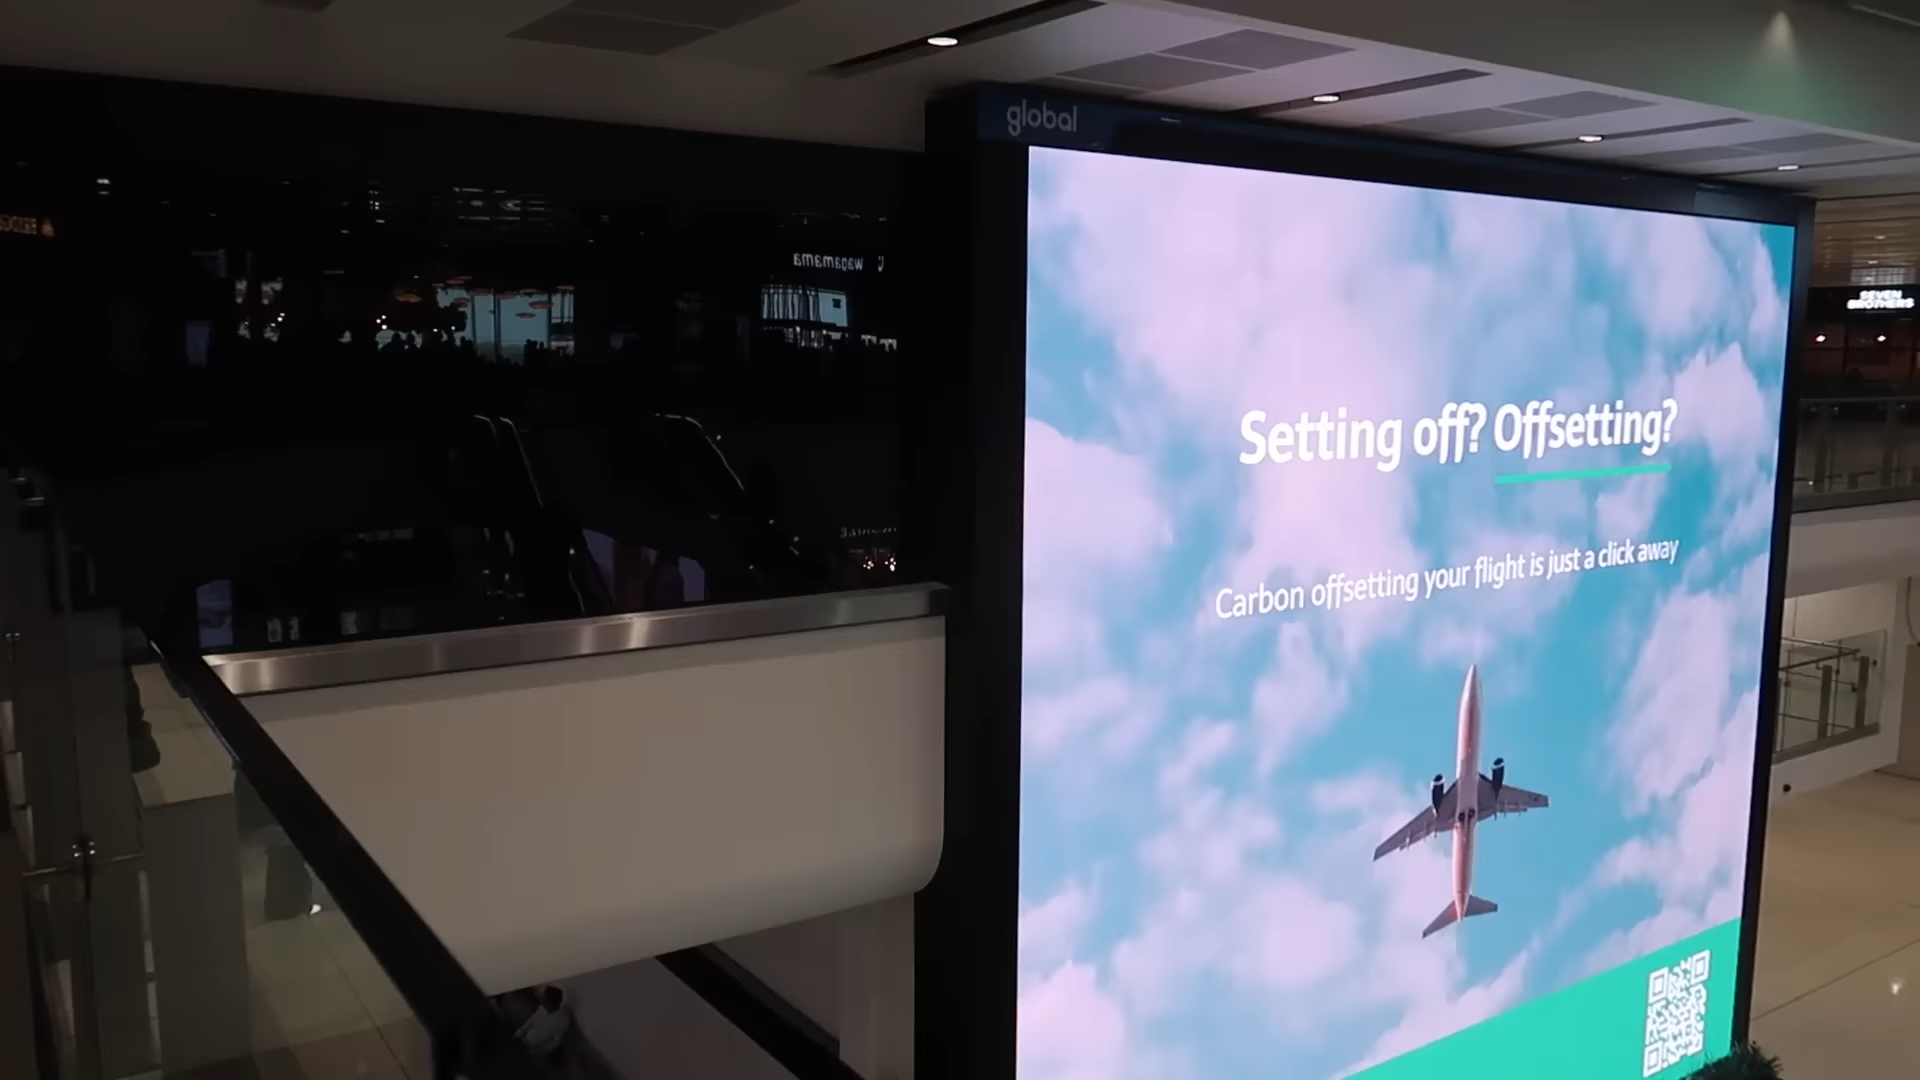 global
wagamama
SEVEN
BROTHERS
Setting off? Offsetting?
Carbon offsetting your flight is just a click away